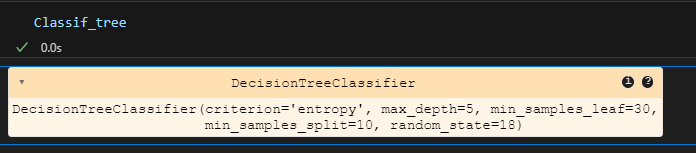 Classif_tree
0.0s
DecisionTreeClassifier
i ?
DecisionTreeClassifier(criterion='entropy', max_depth=5, min_samples_leaf=30,
min_samples_split=10, random_state=18)